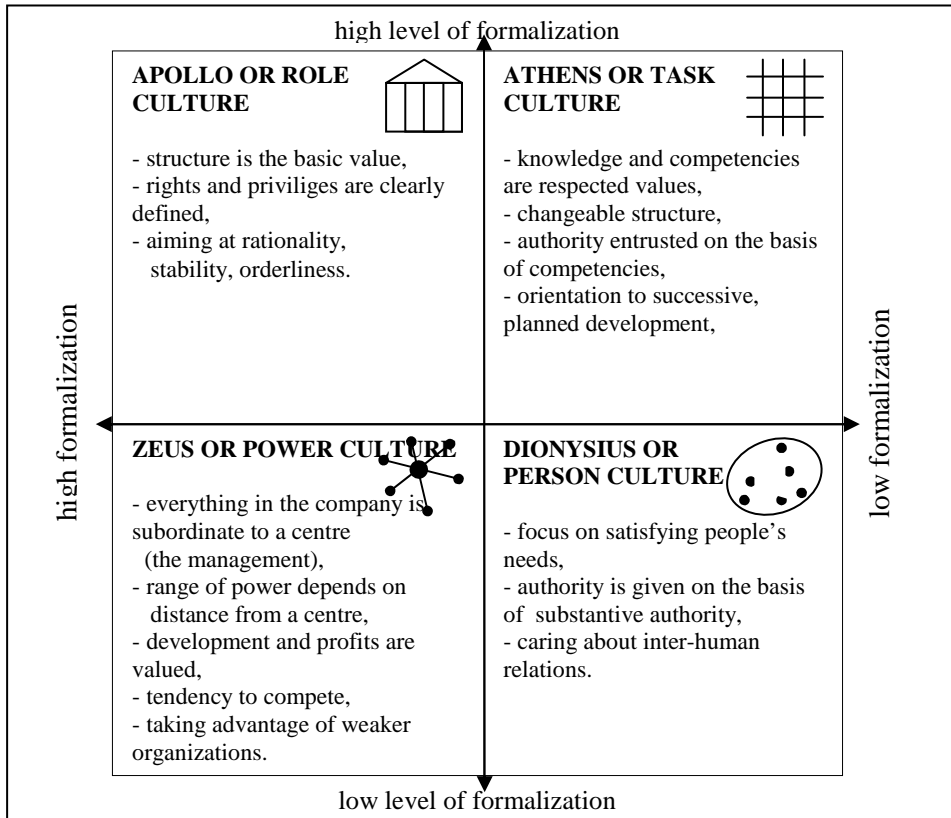 high level of formalization
APOLLO OR ROLE
CULTURE
- structure is the basic value,
- rights and priviliges are clearly
defined,
- aiming at rationality,
stability, orderliness.
ATHENS OR TASK
CULTURE
- knowledge and competencies
are respected values,
- changeable structure,
- authority entrusted on the basis
of competencies,
- orientation to successive,
planned development,
high formalization
low formalization
ZEUS OR POWER CULTURE
- everything in the company is
subordinate to a centre
(the management),
- range of power depends on
distance from a centre,
- development and profits are
valued,
- tendency to compete,
- taking advantage of weaker
organizations.
DIONYSIUS OR
PERSON CULTURE
- focus on satisfying people’s
needs,
- authority is given on the basis
of substantive authority,
- caring about inter-human
relations.
low level of formalization